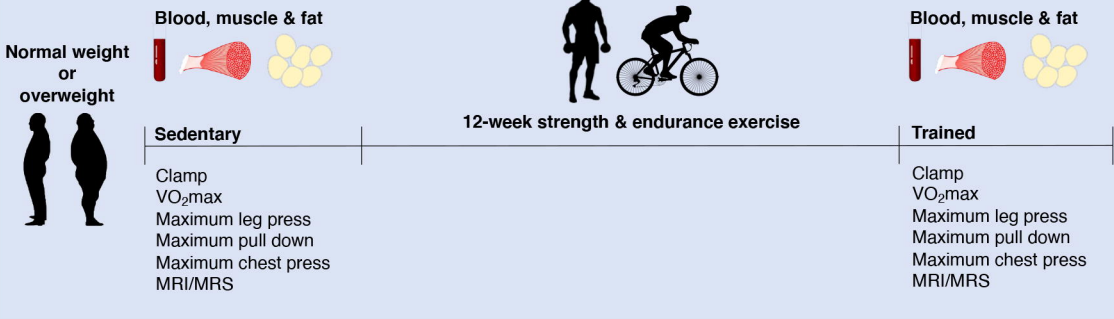 Normal weight
or
overweight
Blood, muscle & fat
Sedentary
Clamp
VO₂max
Maximum leg press
Maximum pull down
Maximum chest press
MRI/MRS
12-week strength & endurance exercise
Blood, muscle & fat
Trained
Clamp
VO₂max
Maximum leg press
Maximum pull down
Maximum chest press
MRI/MRS